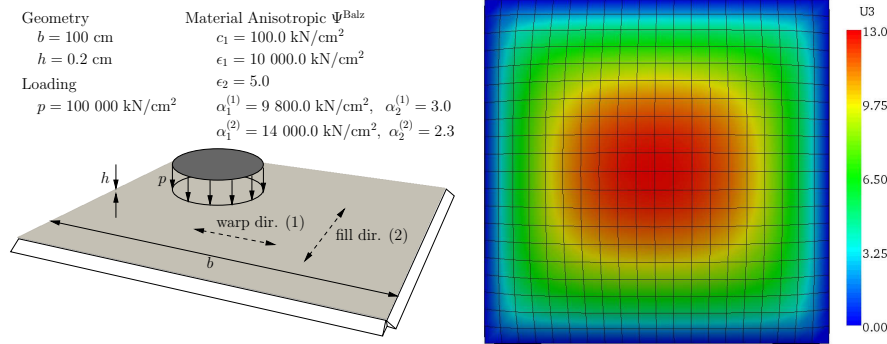 Geometry
b = 100 cm
h = 0.2 cm
Loading
p = 100 000 kN/cm²
Material Anisotropic Ψ^Balz
c₁ = 100.0 kN/cm²
ϵ₁ = 10 000.0 kN/cm²
ϵ₂ = 5.0
α₁⁽¹⁾ = 9 800.0 kN/cm², α₂⁽¹⁾ = 3.0
α₁⁽²⁾ = 14 000.0 kN/cm², α₂⁽²⁾ = 2.3
h
p
warp dir. (1)
fill dir. (2)
b
U3
13.0
9.75
6.50
3.25
0.00